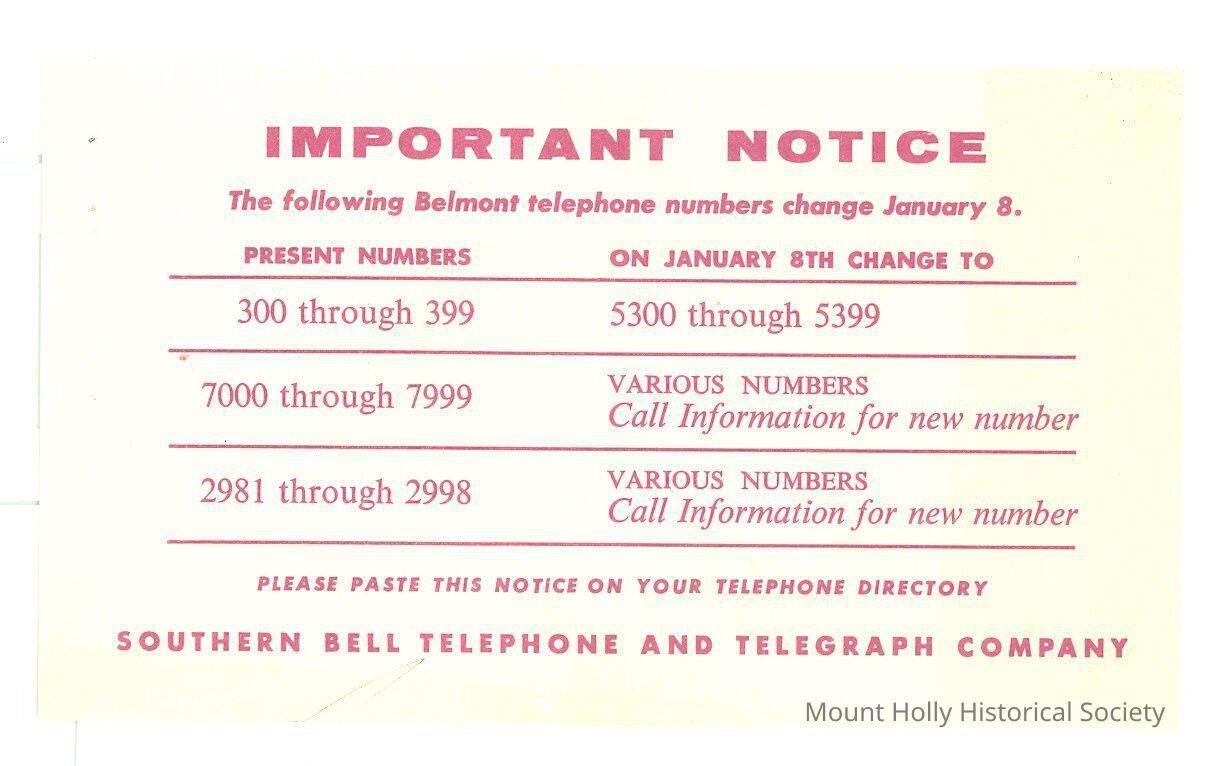 IMPORTANT NOTICE
The following Belmont telephone numbers change January 8.
PRESENT NUMBERS ON JANUARY 8TH CHANGE TO
300 through 399 5300 through 5399
7000 through 7999 VARIOUS NUMBERS
Call Information for new number
2981 through 2998 VARIOUS NUMBERS
Call Information for new number
PLEASE PASTE THIS NOTICE ON YOUR TELEPHONE DIRECTORY
SOUTHERN BELL TELEPHONE AND TELEGRAPH COMPANY
Mount Holly Historical Society